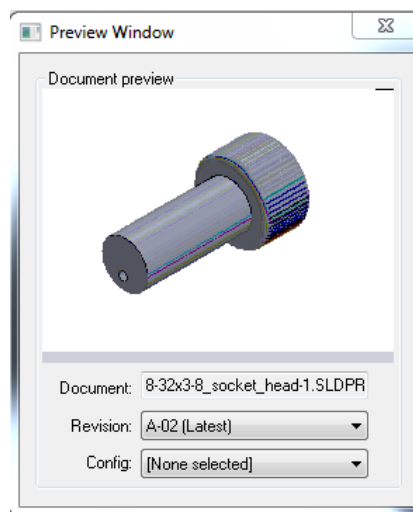 Preview Window
Document preview
Document: 8-32x3-8_socket_head-1.SLDPR
Revision: A-02 (Latest)
Config: [None selected]